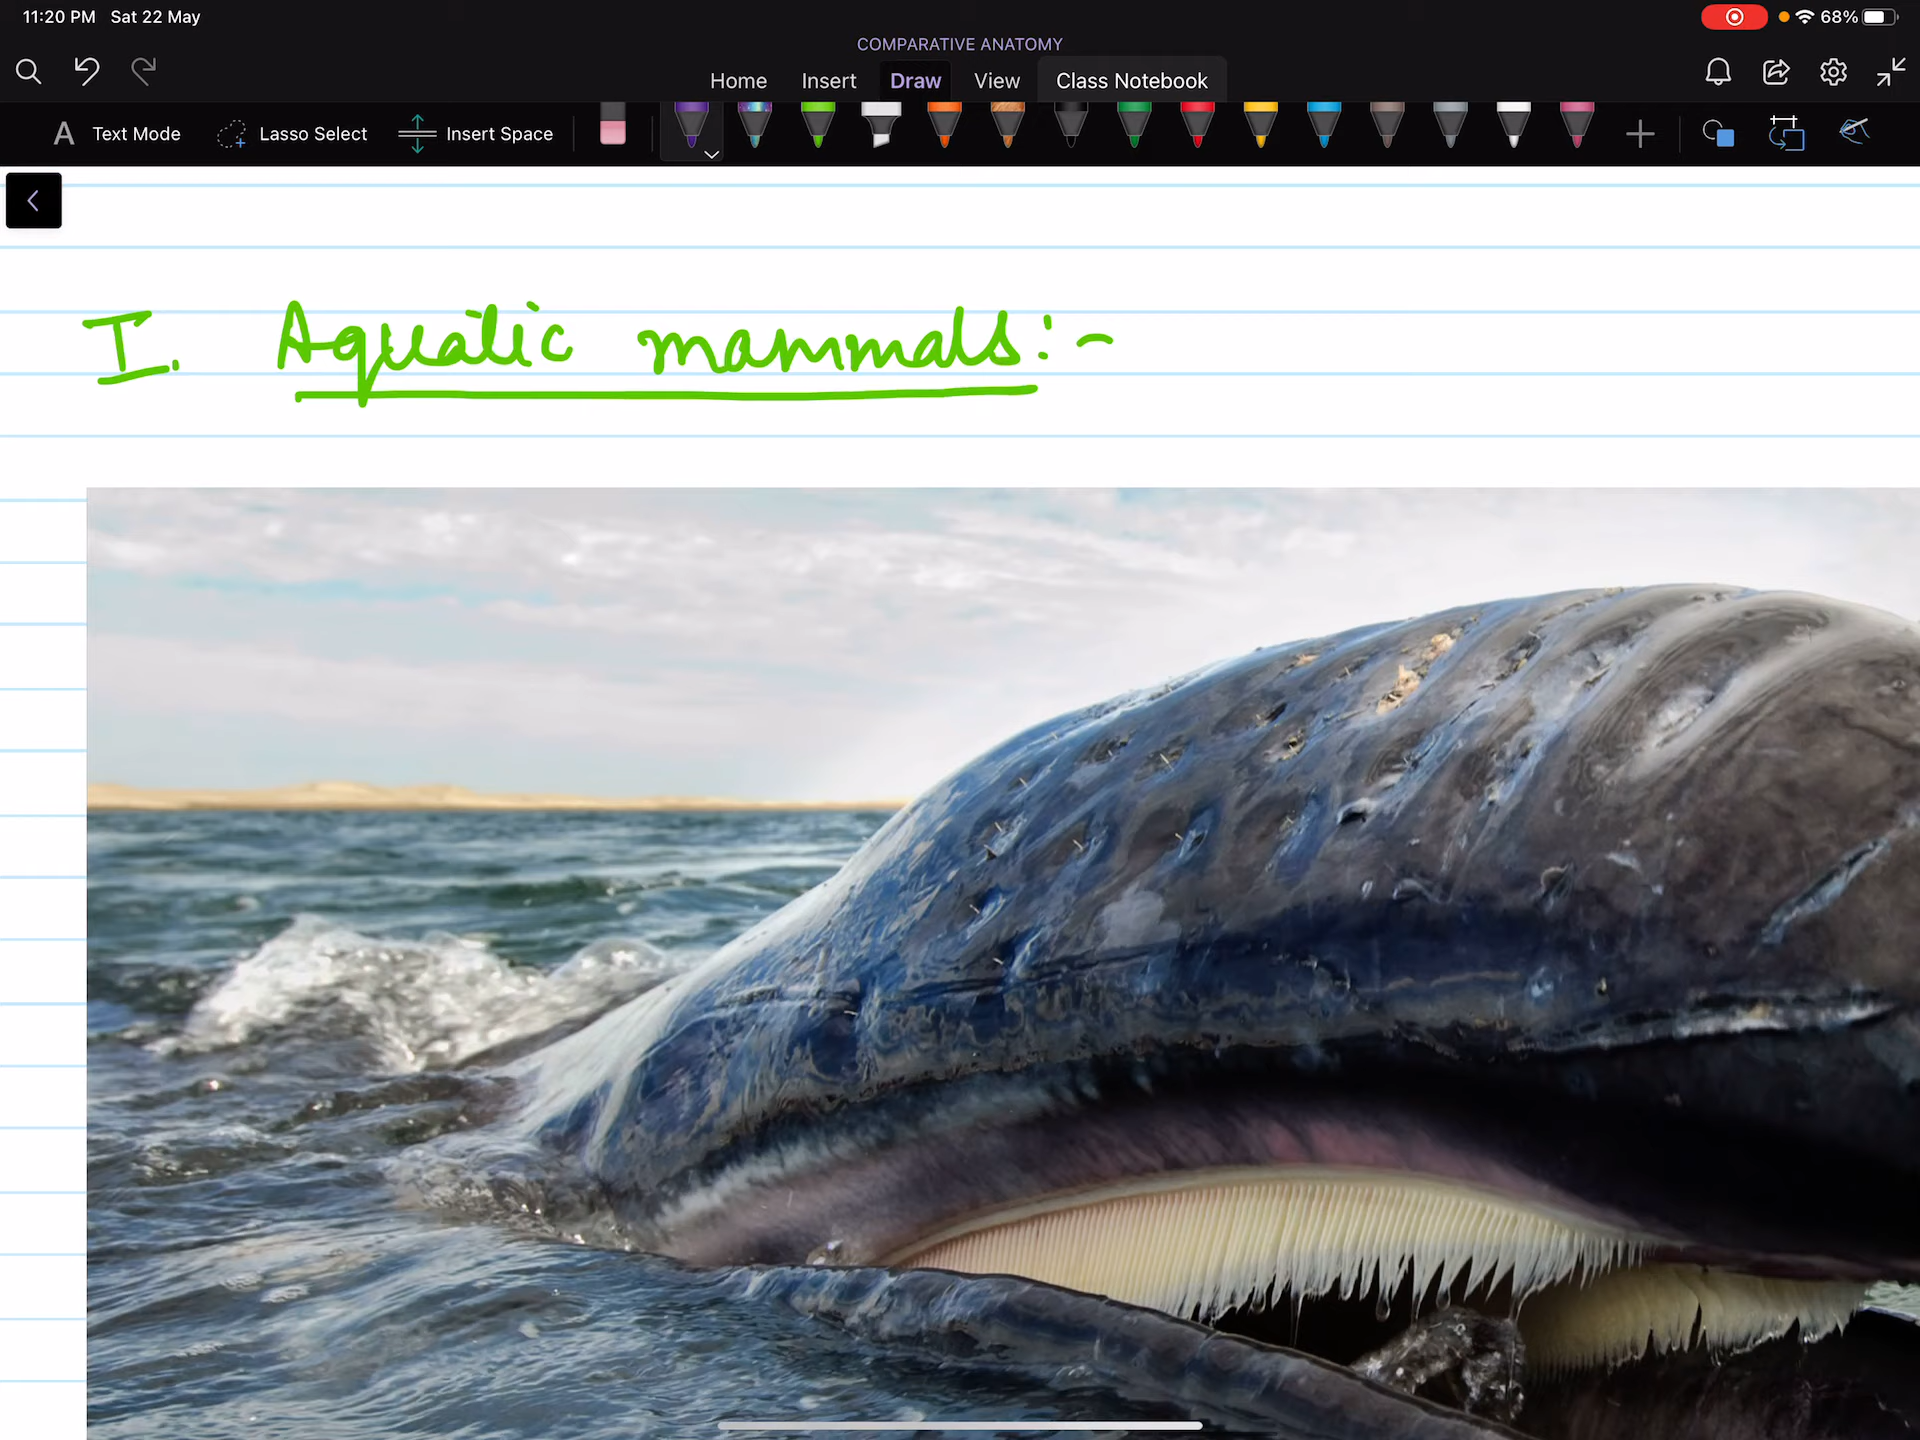 11:20 PM Sat 22 May 68%
COMPARATIVE ANATOMY
Home Insert Draw View Class Notebook
A Text Mode Lasso Select Insert Space
I. Aquatic mammals:-